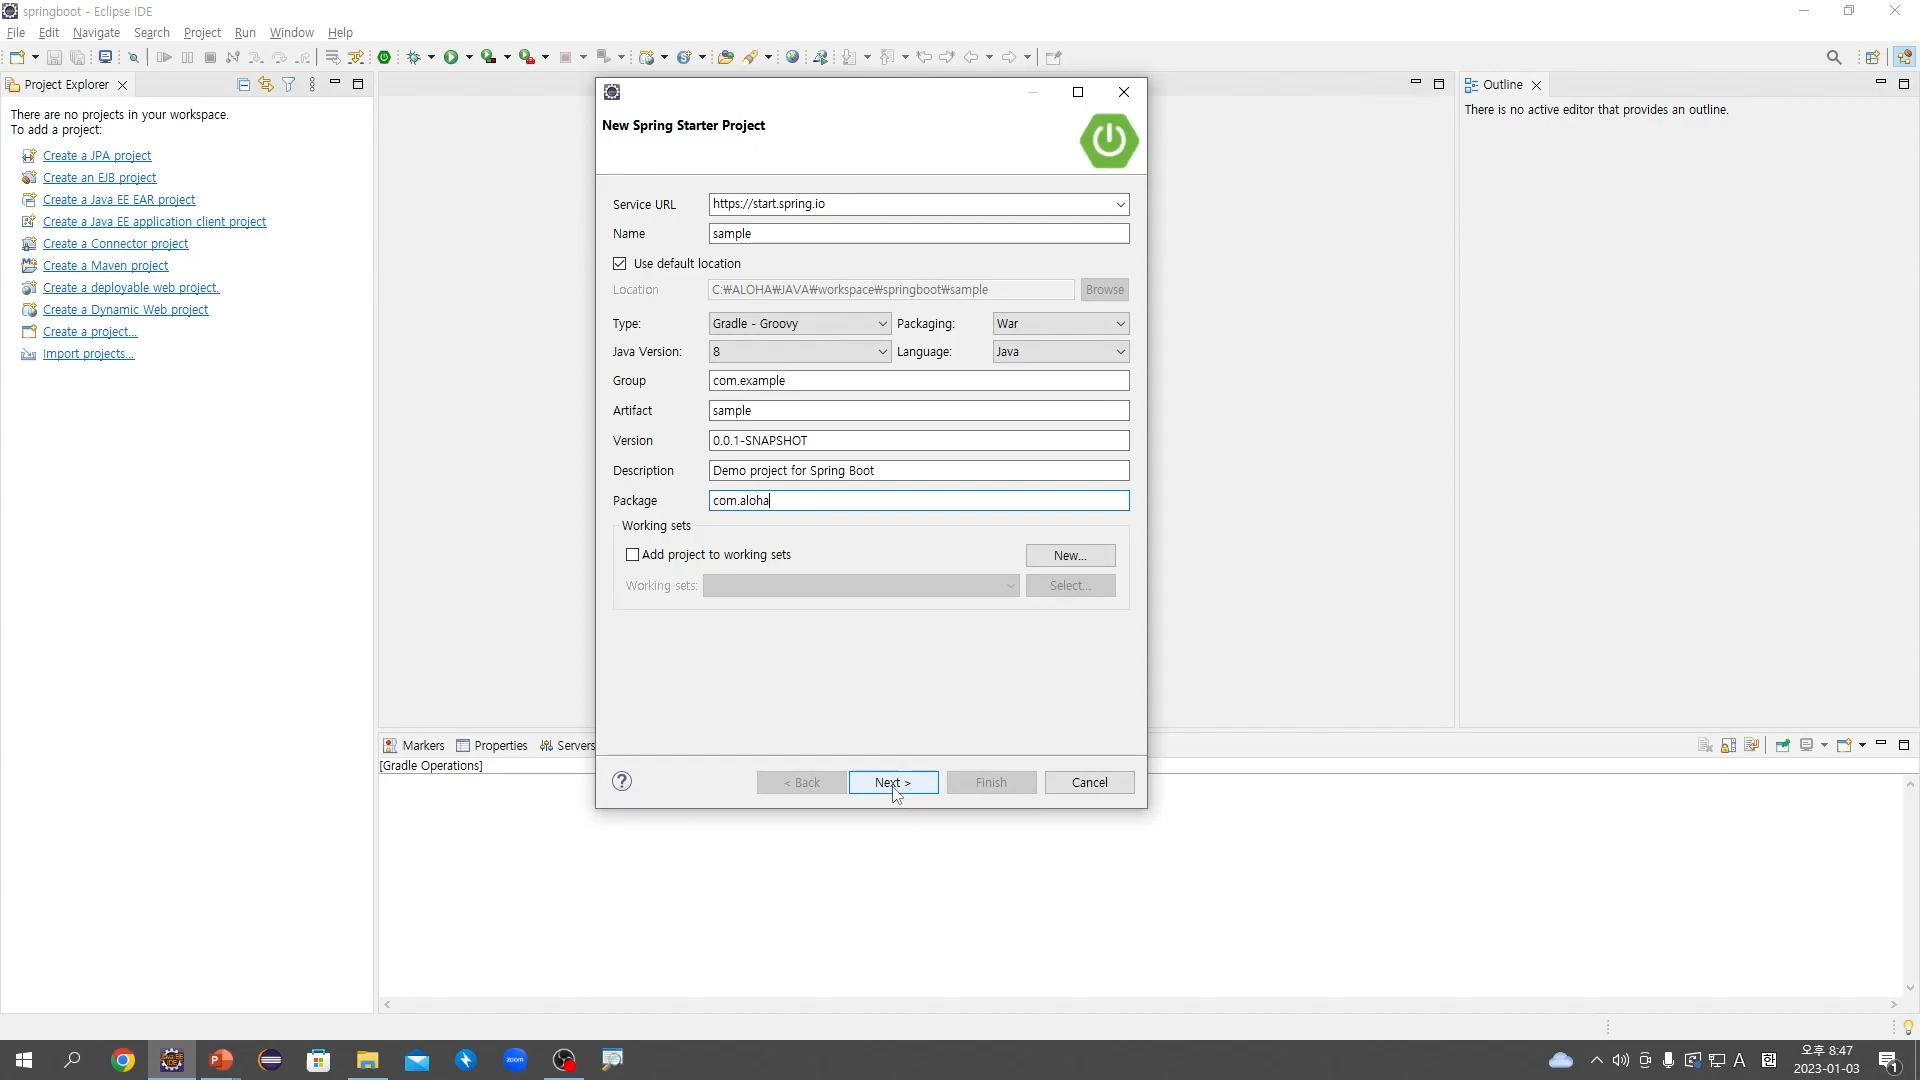 springboot - Eclipse IDE
File Edit Navigate Search Project Run Window Help
Project Explorer
There are no projects in your workspace.
To add a project:
Create a JPA project
Create an EJB project
Create a Java EE EAR project
Create a Java EE application client project
Create a Connector project
Create a Maven project
Create a deployable web project.
Create a Dynamic Web project
Create a project...
Import projects...
New Spring Starter Project
Service URL https://start.spring.io
Name sample
Use default location
Location C:₩ALOHA₩JAVA₩workspace₩springboot₩sample Browse
Type: Gradle - Groovy Packaging: War
Java Version: 8 Language: Java
Group com.example
Artifact sample
Version 0.0.1-SNAPSHOT
Description Demo project for Spring Boot
Package com.aloha
Working sets
Add project to working sets New...
Working sets: Select...
< Back Next > Finish Cancel
Outline
There is no active editor that provides an outline.
Markers Properties Servers
[Gradle Operations]
zoom
A 한
오후 8:47
2023-01-03
1